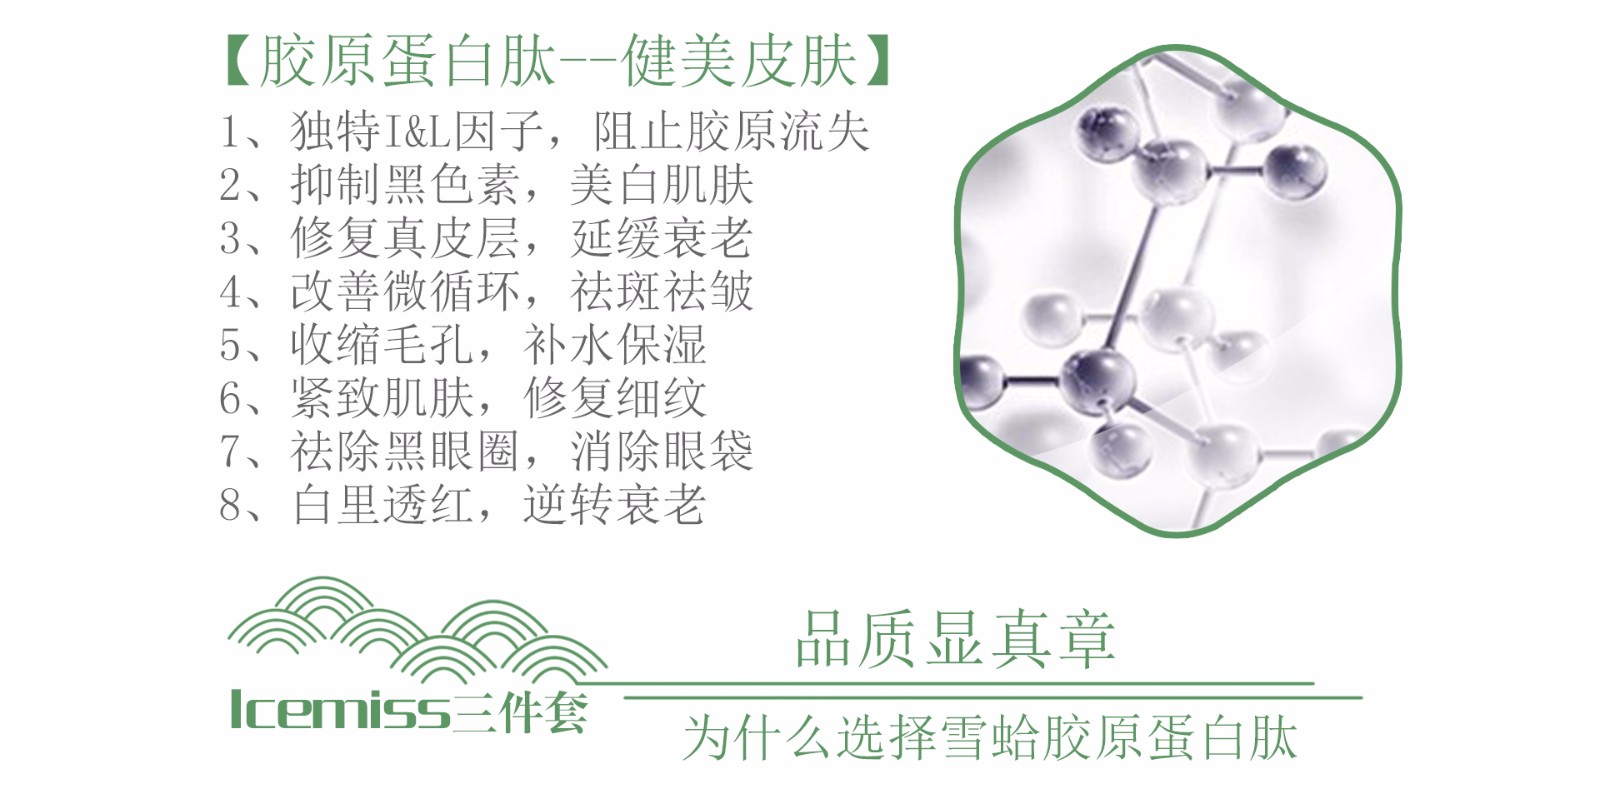 【胶原蛋白肽--健美皮肤】
1、独特I&L因子，阻止胶原流失
2、抑制黑色素，美白肌肤
3、修复真皮层，延缓衰老
4、改善微循环，祛斑祛皱
5、收缩毛孔，补水保湿
6、紧致肌肤，修复细纹
7、祛除黑眼圈，消除眼袋
8、白里透红，逆转衰老
品质显真章
Icemiss三件套
为什么选择雪蛤胶原蛋白肽